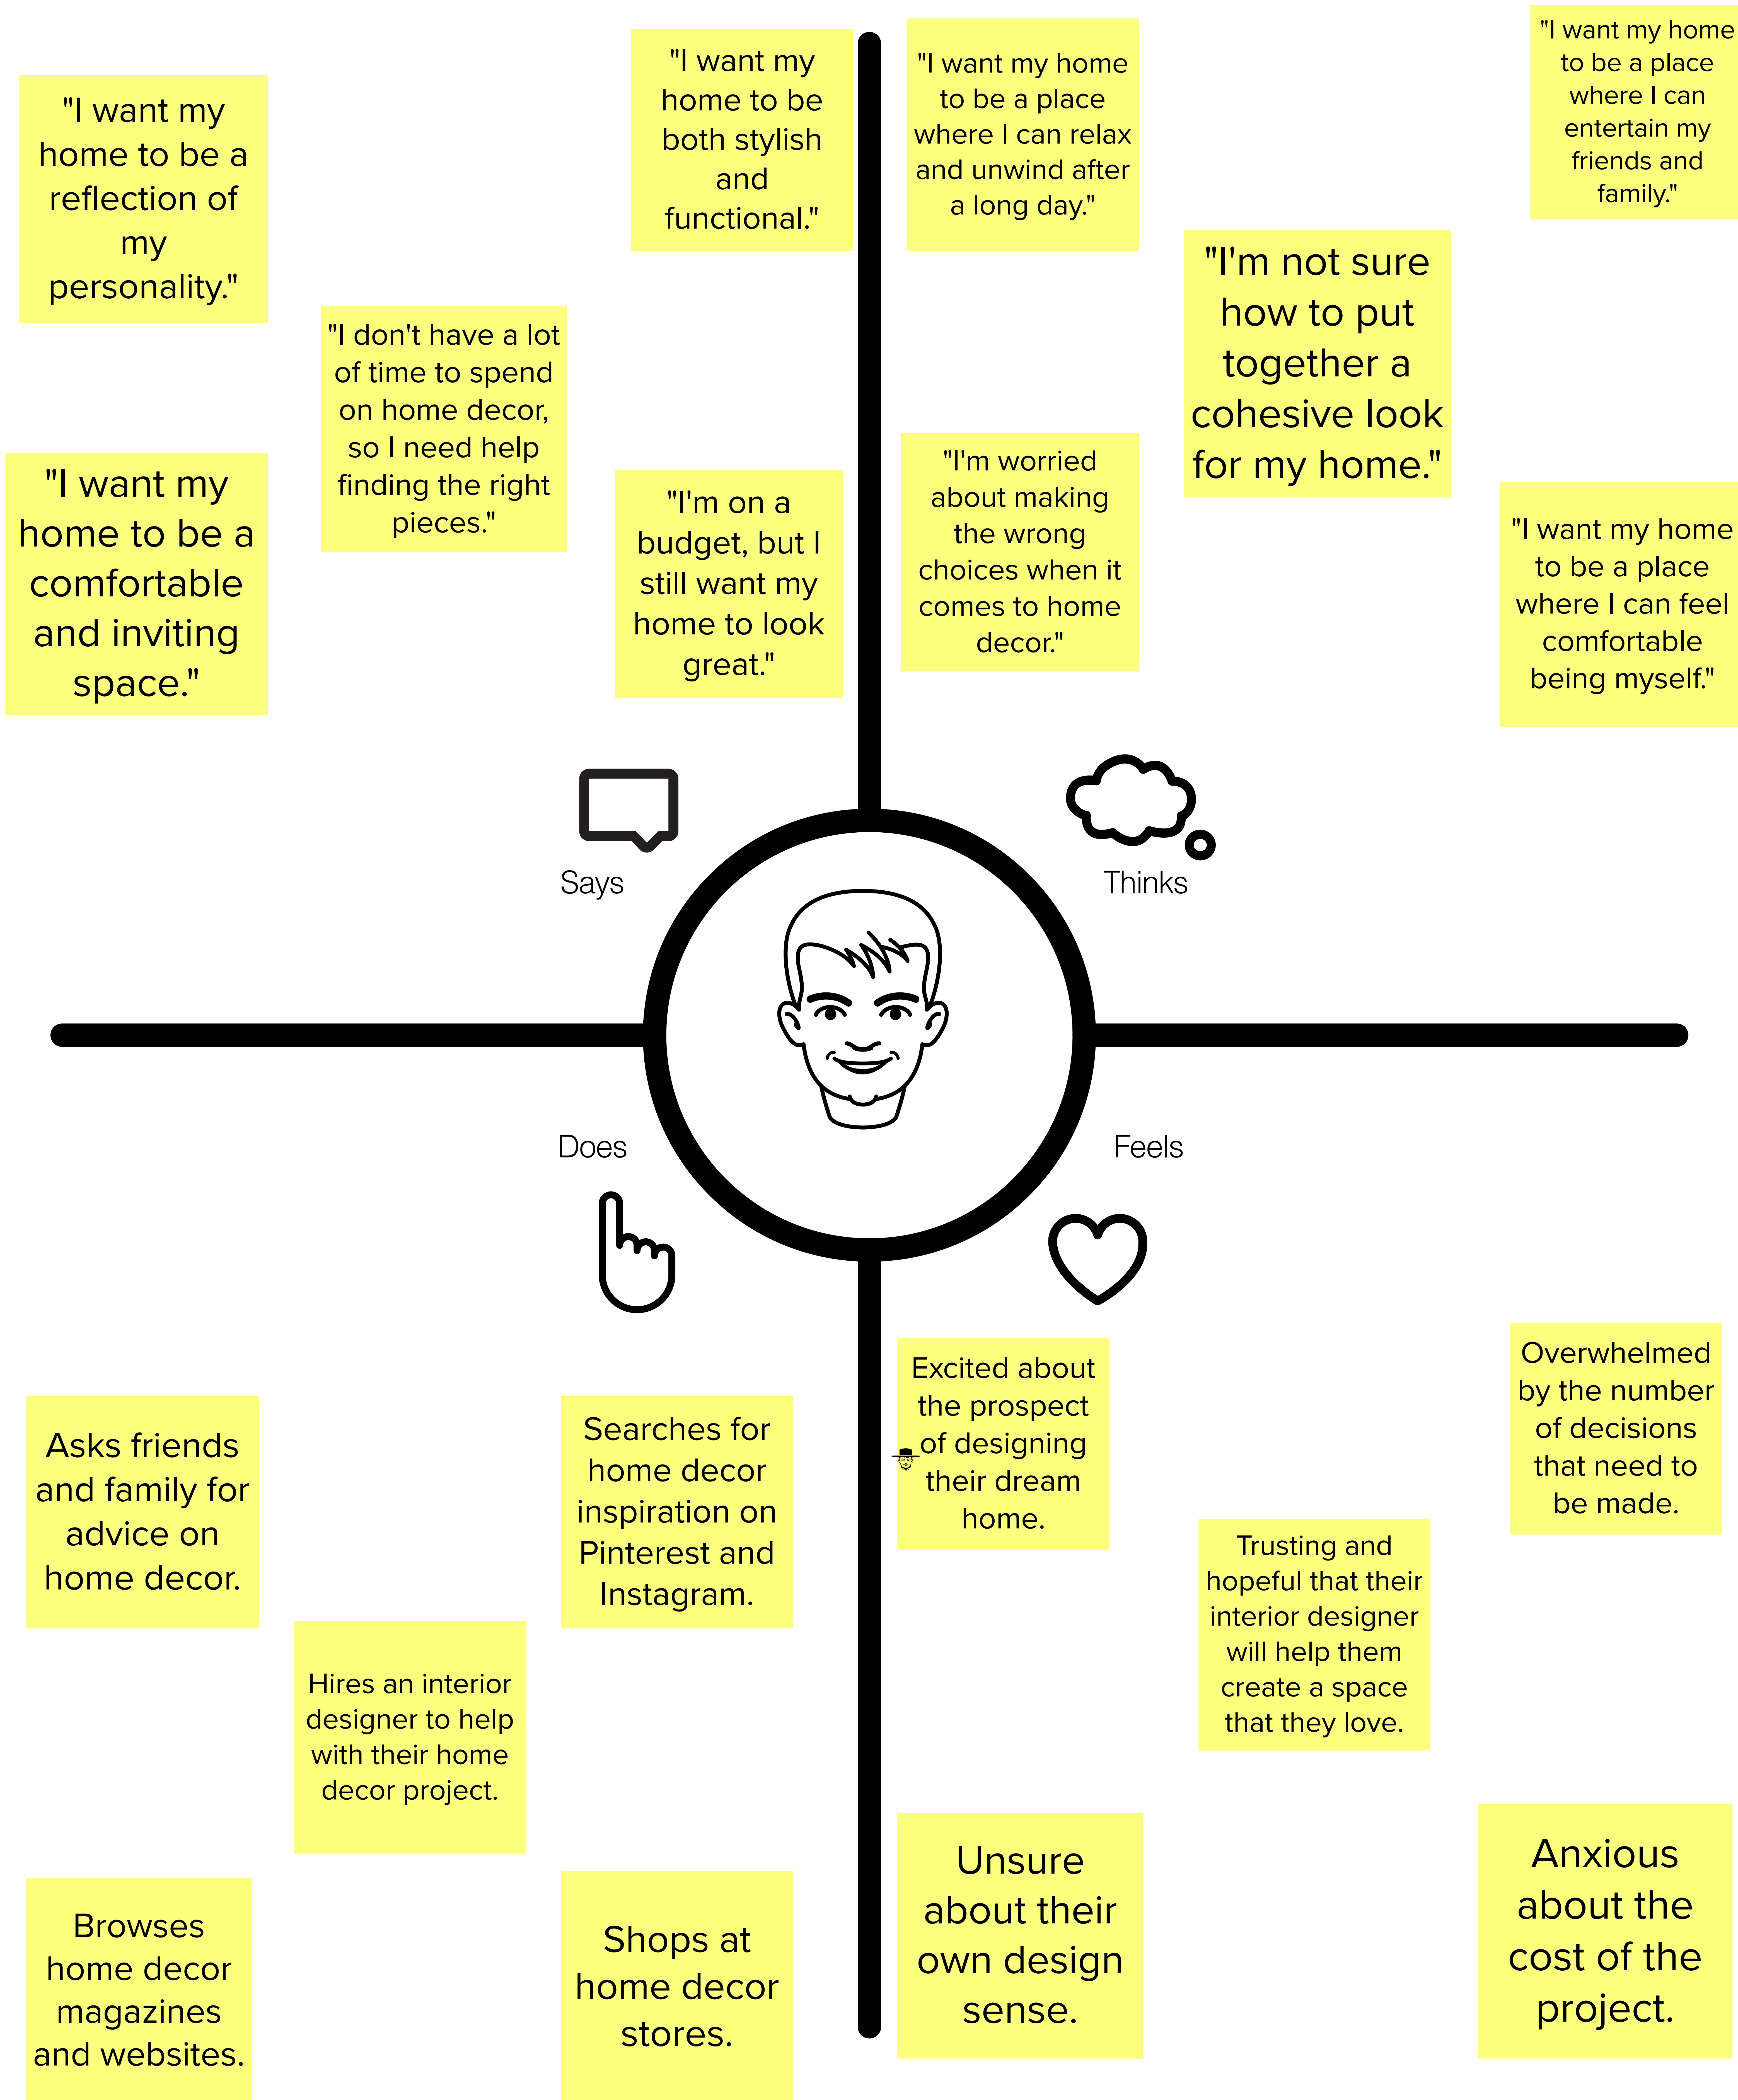 "I want my
home to be a
reflection of
my
personality."
"I don't have a lot
of time to spend
on home decor,
so I need help
finding the right
pieces."
"I want my
home to be
both stylish
and
functional."
"I want my
home to be a
comfortable
and inviting
space."
"I'm on a
budget, but I
still want my
home to look
great."
Says
"I want my home
to be a place
where I can relax
and unwind after
a long day."
"I'm not sure
how to put
together a
cohesive look
for my home."
"I want my home
to be a place
where I can
entertain my
friends and
family."
"I'm worried
about making
the wrong
choices when it
comes to home
decor."
"I want my home
to be a place
where I can feel
comfortable
being myself."
Thinks
Does
Asks friends
and family for
advice on
home decor.
Searches for
home decor
inspiration on
Pinterest and
Instagram.
Hires an interior
designer to help
with their home
decor project.
Browses
home decor
magazines
and websites.
Shops at
home decor
stores.
Feels
Excited about
the prospect
of designing
their dream
home.
Overwhelmed
by the number
of decisions
that need to
be made.
Trusting and
hopeful that their
interior designer
will help them
create a space
that they love.
Unsure
about their
own design
sense.
Anxious
about the
cost of the
project.